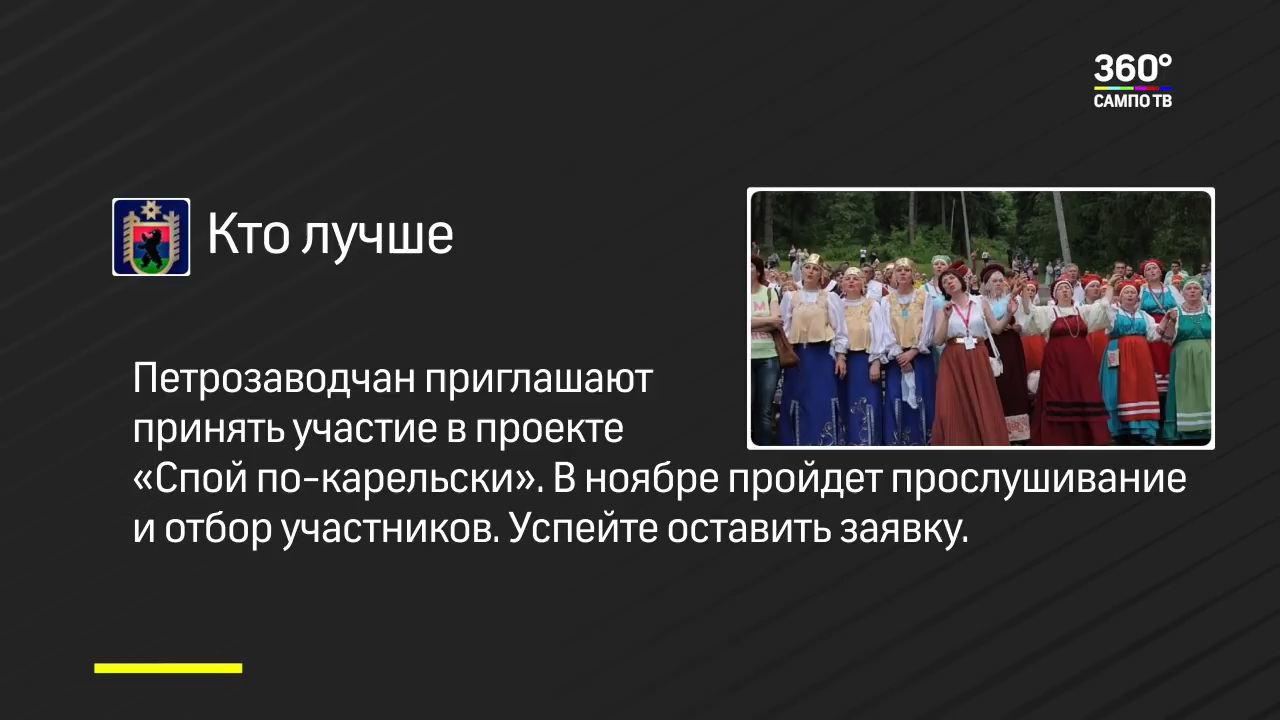 360°
САМПО ТВ
Кто лучше
Петрозаводчан приглашают
принять участие в проекте
«Спой по-карельски». В ноябре пройдет прослушивание
и отбор участников. Успейте оставить заявку.